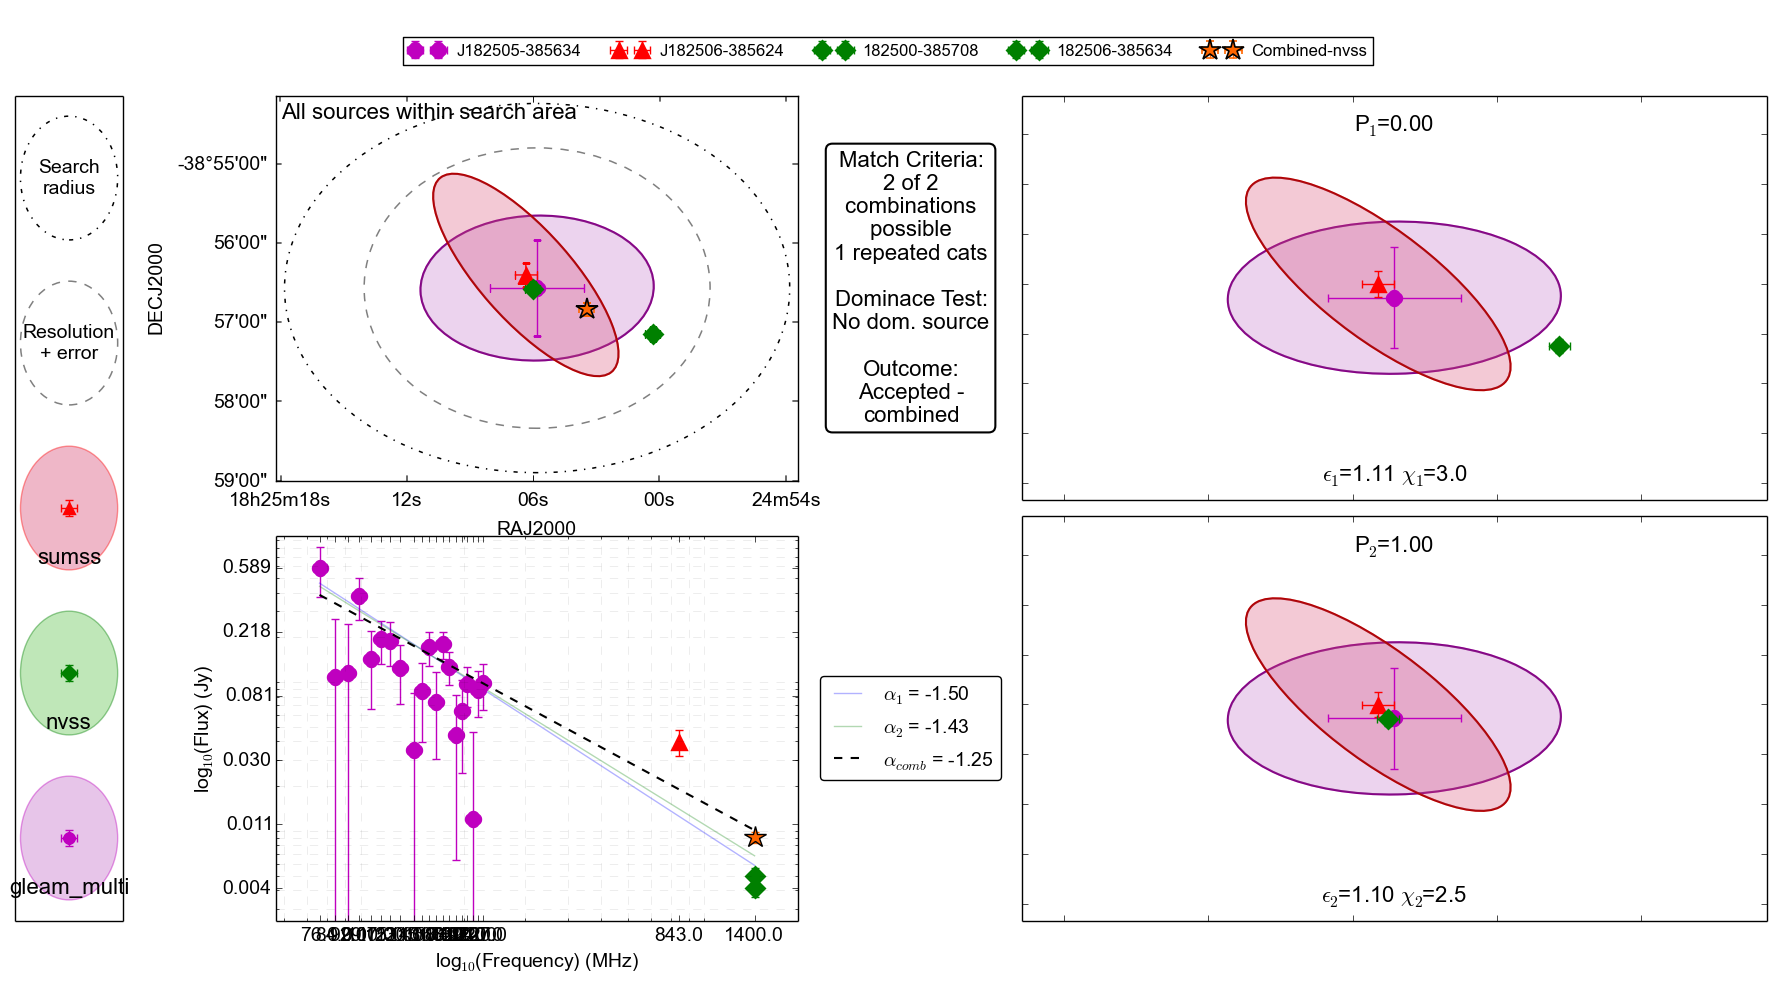 J182505-385634
J182506-385624
182500-385708
182506-385634
Combined-nvss
Search
radius
Resolution
+ error
sumss
nvss
gleam_multi
All sources within search area
DECJ2000
-38°55'00"
56'00"
57'00"
58'00"
59'00"
18h25m18s
12s
06s
00s
24m54s
RAJ2000
Match Criteria:
2 of 2
combinations
possible
1 repeated cats
Dominace Test:
No dom. source
Outcome:
Accepted -
combined
P1=0.00
ϵ1=1.11 χ1=3.0
P2=1.00
ϵ2=1.10 χ2=2.5
log10(Flux) (Jy)
0.589
0.218
0.081
0.030
0.011
0.004
843.0
1400.0
log10(Frequency) (MHz)
α1 = -1.50
α2 = -1.43
αcomb = -1.25